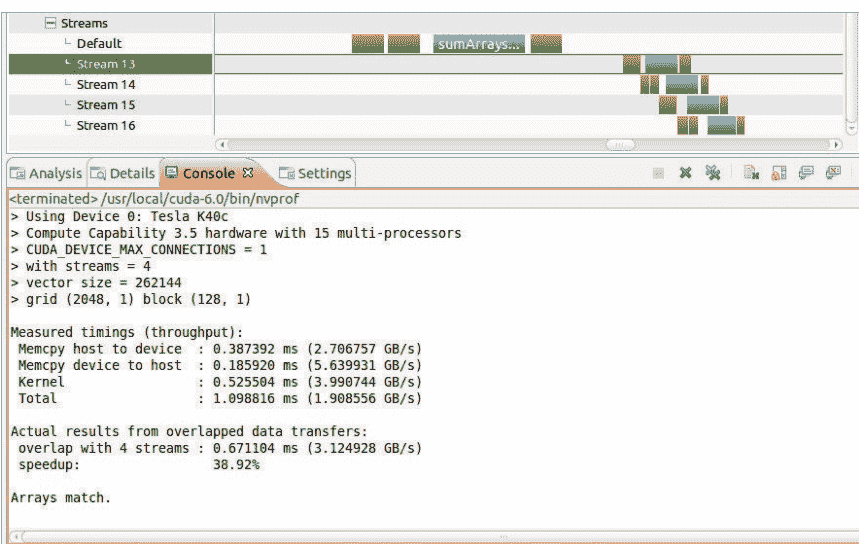 Streams
Default
sumArrays...
Stream 13
Stream 14
Stream 15
Stream 16
Analysis Details Console Settings
<terminated> /usr/local/cuda-6.0/bin/nvprof
> Using Device 0: Tesla K40c
> Compute Capability 3.5 hardware with 15 multi-processors
> CUDA_DEVICE_MAX_CONNECTIONS = 1
> with streams = 4
> vector size = 262144
> grid (2048, 1) block (128, 1)
Measured timings (throughput):
Memcpy host to device : 0.387392 ms (2.706757 GB/s)
Memcpy device to host : 0.185920 ms (5.639931 GB/s)
Kernel : 0.525504 ms (3.990744 GB/s)
Total : 1.098816 ms (1.908556 GB/s)
Actual results from overlapped data transfers:
overlap with 4 streams : 0.671104 ms (3.124928 GB/s)
speedup: 38.92%
Arrays match.